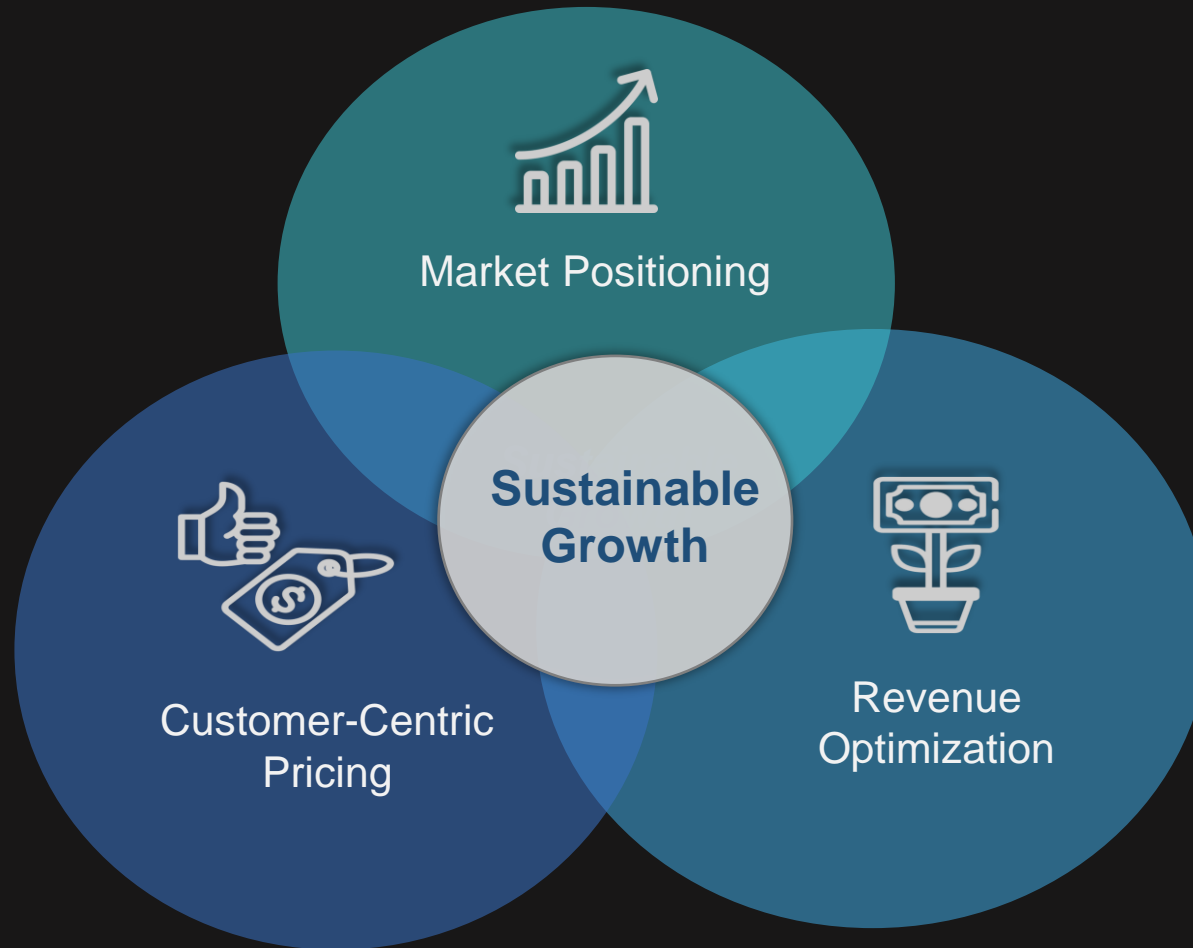 Market Positioning
Sustainable
Growth
Customer-Centric
Pricing
Revenue
Optimization
$